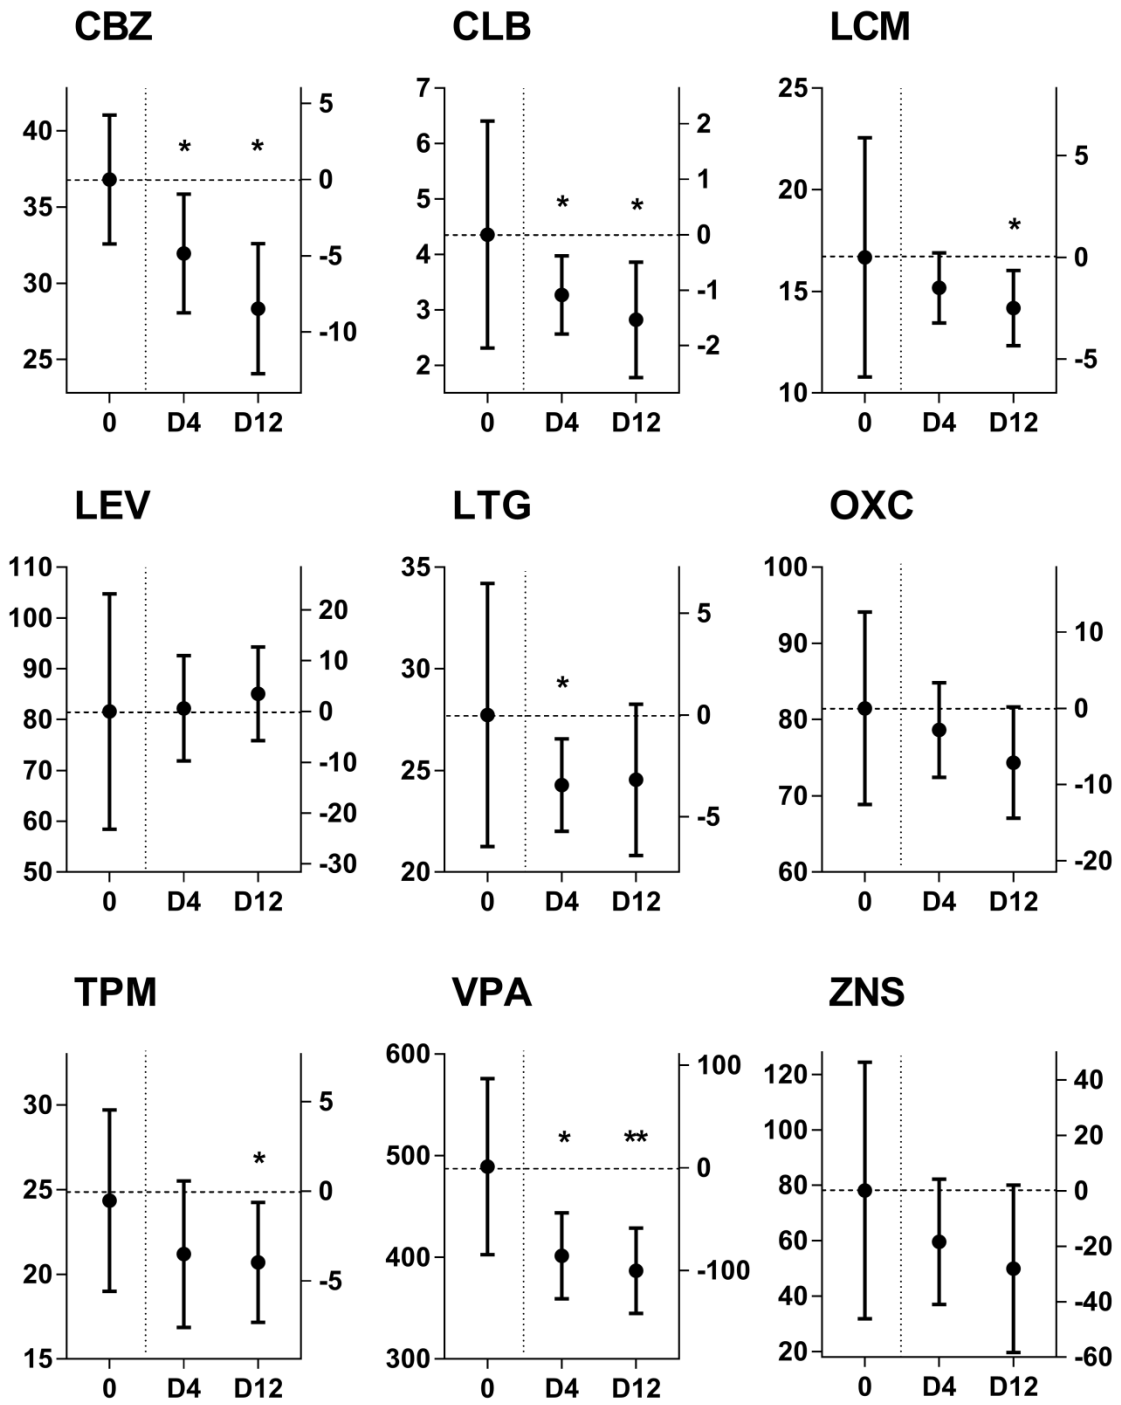 CBZ CLB LCM
40 35 30 25
5 0 -5 -10
* *
0 D4 D12
7 6 5 4 3 2
2 1 0 -1 -2
* *
0 D4 D12
25 20 15 10
5 0 -5
*
0 D4 D12
LEV LTG OXC
110 100 90 80 70 60 50
20 10 0 -10 -20 -30
0 D4 D12
35 30 25 20
5 0 -5
*
0 D4 D12
100 90 80 70 60
10 0 -10 -20
0 D4 D12
TPM VPA ZNS
30 25 20 15
5 0 -5
*
0 D4 D12
600 500 400 300
100 0 -100
* **
0 D4 D12
120 100 80 60 40 20
40 20 0 -20 -40 -60
0 D4 D12